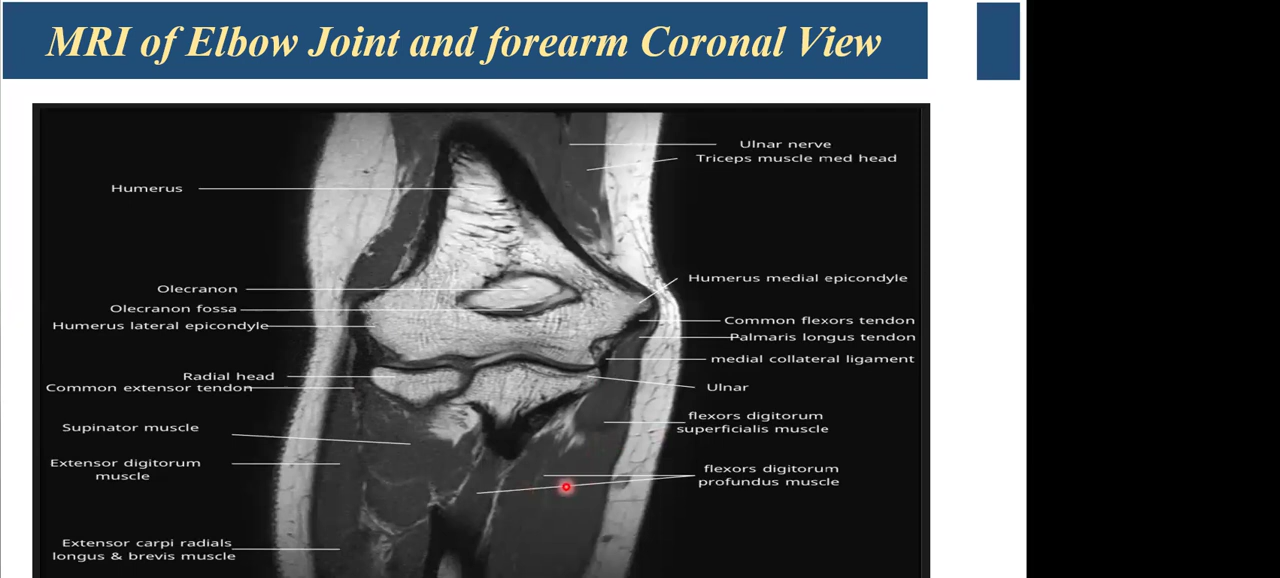 MRI of Elbow Joint and forearm Coronal View
Ulnar nerve
Triceps muscle med head
Humerus
Humerus medial epicondyle
Olecranon
Olecranon fossa
Common flexors tendon
Humerus lateral epicondyle
Palmaris longus tendon
medial collateral ligament
Radial head
Common extensor tendon
Ulnar
flexors digitorum
superficialis muscle
Supinator muscle
Extensor digitorum
muscle
flexors digitorum
profundus muscle
Extensor carpi radials
longus & brevis muscle